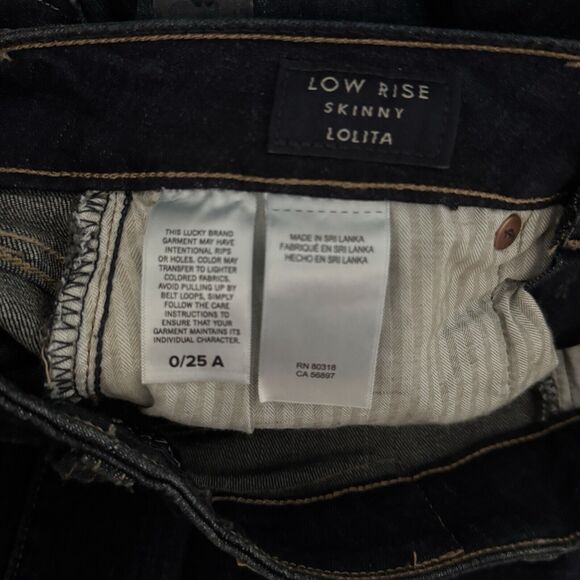 LOW RISE
SKINNY
LOLITA
THIS LUCKY BRAND
GARMENT MAY HAVE
INTENTIONAL RIPS
OR HOLES. COLOR MAY
TRANSFER TO LIGHTER
COLORED FABRICS.
AVOID PULLING UP BY
BELT LOOPS, SIMPLY
FOLLOW THE CARE
INSTRUCTIONS TO
ENSURE THAT YOUR
GARMENT MAINTAINS ITS
INDIVIDUAL CHARACTER.
0/25 A
MADE IN SRI LANKA
FABRIQUÉ EN SRI LANKA
HECHO EN SRI LANKA
RN 80318
CA 56897